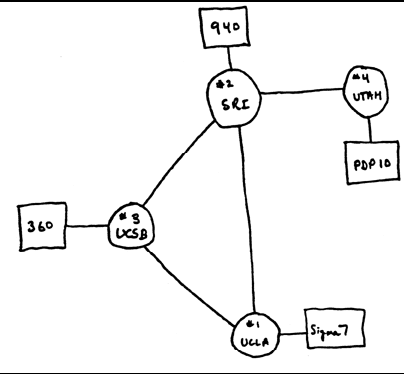 940
#2
SRI
#4
UTAH
PDP10
#3
UCSB
360
#1
UCLA
Sigma7